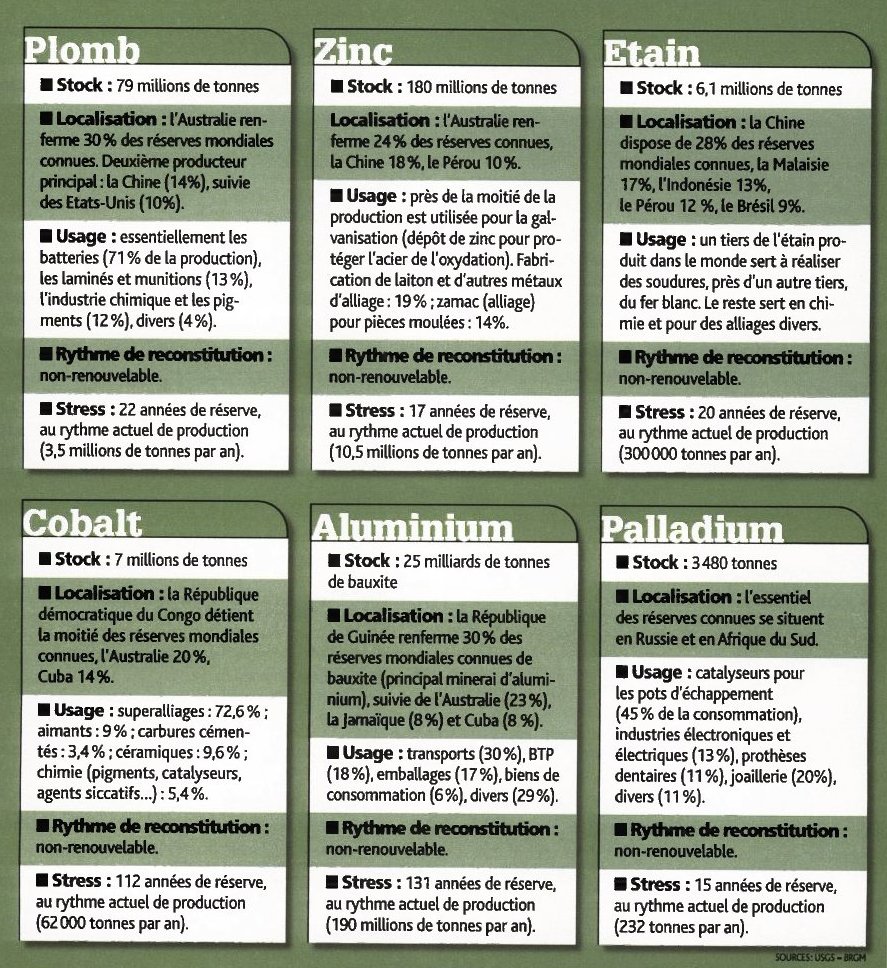 Plomb
■ Stock : 79 millions de tonnes
■ Localisation : l'Australie ren-
ferme 30 % des réserves mondiales
connues. Deuxième producteur
principal : la Chine (14%), suivie
des Etats-Unis (10%).
■ Usage : essentiellement les
batteries (71 % de la production),
les laminés et munitions (13 %),
l'industrie chimique et les pig-
ments (12 %), divers (4 %).
■ Rythme de reconstitution :
non-renouvelable.
■ Stress : 22 années de réserve,
au rythme actuel de production
(3,5 millions de tonnes par an).
Zinc
■ Stock : 180 millions de tonnes
Localisation : l'Australie ren-
ferme 24 % des réserves connues,
la Chine 18 %, le Pérou 10 %.
■ Usage : près de la moitié de la
production est utilisée pour la gal-
vanisation (dépôt de zinc pour pro-
téger l'acier de l'oxydation). Fabri-
cation de laiton et d'autres métaux
d'alliage : 19 % ; zamac (alliage)
pour pièces moulées : 14%.
■ Rythme de reconstitution :
non-renouvelable.
■ Stress : 17 années de réserve,
au rythme actuel de production
(10,5 millions de tonnes par an).
Etain
■ Stock : 6,1 millions de tonnes
■ Localisation : la Chine
dispose de 28% des réserves
mondiales connues, la Malaisie
17%, l'Indonésie 13%,
le Pérou 12 %, le Brésil 9%.
■ Usage : un tiers de l'étain pro-
duit dans le monde sert à réaliser
des soudures, près d'un autre tiers,
du fer blanc. Le reste sert en chi-
mie et pour des alliages divers.
■ Rythme de reconstitution :
non-renouvelable.
■ Stress : 20 années de réserve,
au rythme actuel de production
(300 000 tonnes par an).
Cobalt
■ Stock : 7 millions de tonnes
■ Localisation : la République
démocratique du Congo détient
la moitié des réserves mondiales
connues, l'Australie 20 %,
Cuba 14 %.
■ Usage : superalliages : 72,6 % ;
aimants : 9 % ; carbures cémen-
tés : 3,4 % ; céramiques : 9,6 % ;
chimie (pigments, catalyseurs,
agents siccatifs...) : 5,4 %.
■ Rythme de reconstitution :
non-renouvelable.
■ Stress : 112 années de réserve,
au rythme actuel de production
(62 000 tonnes par an).
Aluminium
■ Stock : 25 milliards de tonnes
de bauxite
■ Localisation : la République
de Guinée renferme 30 % des
réserves mondiales connues de
bauxite (principal minerai d'alumi-
nium), suivie de l'Australie (23 %),
la Jamaïque (8 %) et Cuba (8 %).
■ Usage : transports (30 %), BTP
(18 %), emballages (17 %), biens de
consommation (6 %), divers (29 %).
■ Rythme de reconstitution :
non-renouvelable.
■ Stress : 131 années de réserve,
au rythme actuel de production
(190 millions de tonnes par an).
Palladium
■ Stock : 3 480 tonnes
■ Localisation : l'essentiel
des réserves connues se situent
en Russie et en Afrique du Sud.
■ Usage : catalyseurs pour
les pots d'échappement
(45 % de la consommation),
industries électroniques et
électriques (13 %), prothèses
dentaires (11 %), joaillerie (20%),
divers (11 %).
■ Rythme de reconstitution :
non-renouvelable.
■ Stress : 15 années de réserve,
au rythme actuel de production
(232 tonnes par an).
SOURCES : USGS – BRGM